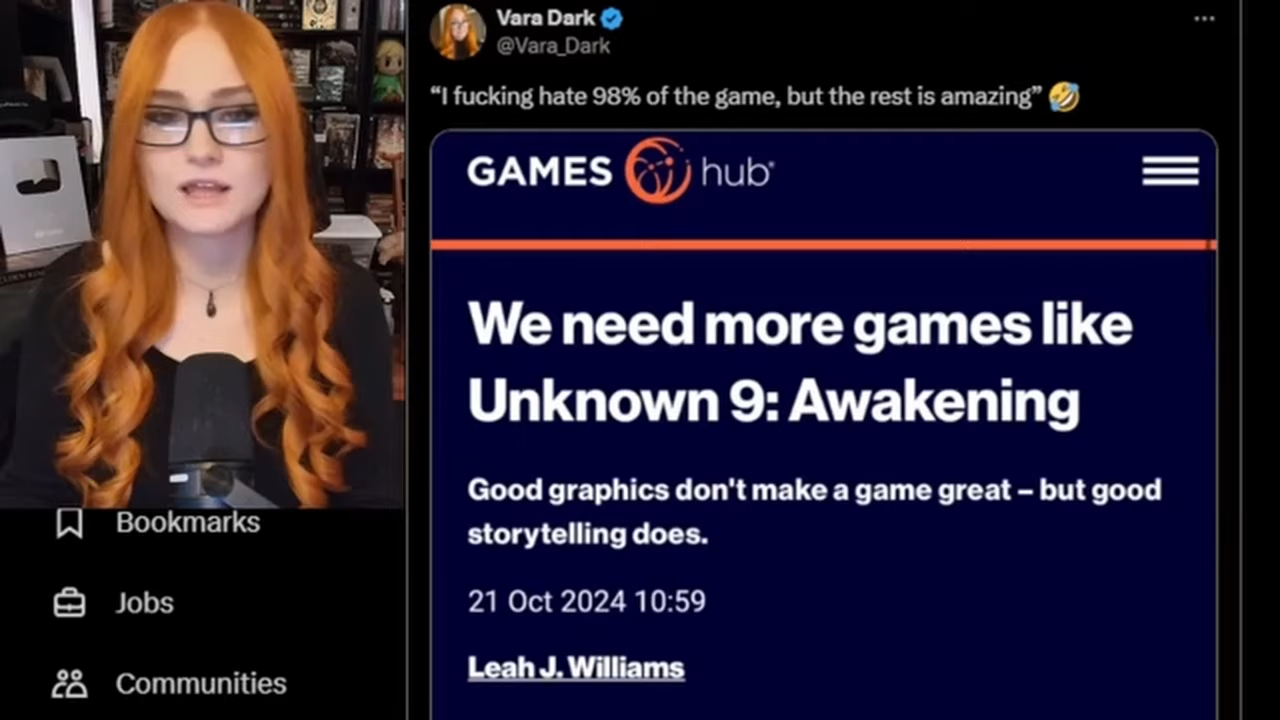 Vara Dark
@Vara_Dark
“I fucking hate 98% of the game, but the rest is amazing” 🤣
GAMES hub
We need more games like
Unknown 9: Awakening
Good graphics don't make a game great – but good
storytelling does.
21 Oct 2024 10:59
Leah J. Williams
Bookmarks
Jobs
Communities